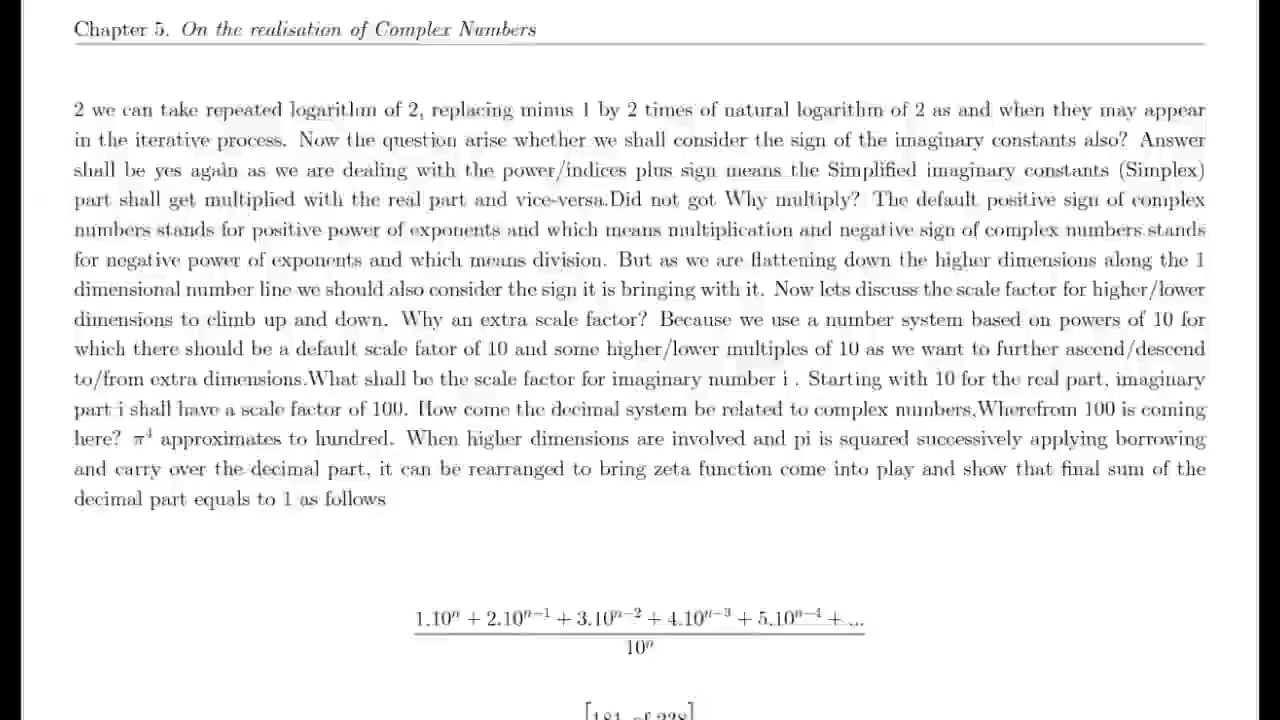 Chapter 5. On the realisation of Complex Numbers
2 we can take repeated logarithm of 2, replacing minus 1 by 2 times of natural logarithm of 2 as and when they may appear
in the iterative process. Now the question arise whether we shall consider the sign of the imaginary constants also? Answer
shall be yes again as we are dealing with the power/indices plus sign means the Simplified imaginary constants (Simplex)
part shall get multiplied with the real part and vice-versa.Did not got Why multiply? The default positive sign of complex
numbers stands for positive power of exponents and which means multiplication and negative sign of complex numbers stands
for negative power of exponents and which means division. But as we are flattening down the higher dimensions along the 1
dimensional number line we should also consider the sign it is bringing with it. Now lets discuss the scale factor for higher/lower
dimensions to climb up and down. Why an extra scale factor? Because we use a number system based on powers of 10 for
which there should be a default scale fator of 10 and some higher/lower multiples of 10 as we want to further ascend/descend
to/from extra dimensions.What shall be the scale factor for imaginary number i . Starting with 10 for the real part, imaginary
part i shall have a scale factor of 100. How come the decimal system be related to complex numbers,Wherefrom 100 is coming
here? π⁴ approximates to hundred. When higher dimensions are involved and pi is squared successively applying borrowing
and carry over the decimal part, it can be rearranged to bring zeta function come into play and show that final sum of the
decimal part equals to 1 as follows
1.10ⁿ + 2.10ⁿ⁻¹ + 3.10ⁿ⁻² + 4.10ⁿ⁻³ + 5.10ⁿ⁻⁴ + ...
10ⁿ
[181 of 228]